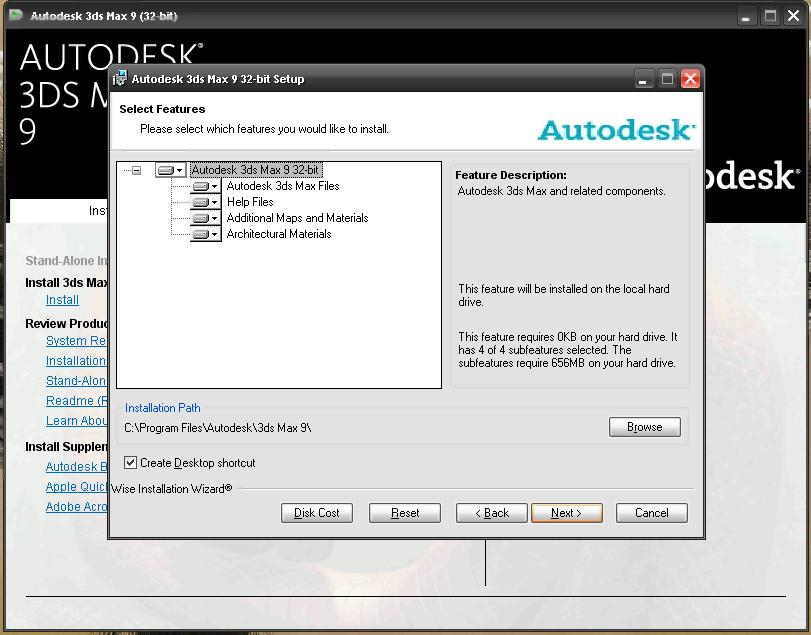 Autodesk 3ds Max 9 (32-bit)
AUTODESK®
3DS M
9
Autodesk 3ds Max 9 32-bit Setup
Select Features
Please select which features you would like to install.
Autodesk®
odesk®
Autodesk 3ds Max 9 32-bit
Autodesk 3ds Max Files
Help Files
Additional Maps and Materials
Architectural Materials
Feature Description:
Autodesk 3ds Max and related components.
This feature will be installed on the local hard
drive.
This feature requires 0KB on your hard drive. It
has 4 of 4 subfeatures selected. The
subfeatures require 656MB on your hard drive.
Installation Path
C:\Program Files\Autodesk\3ds Max 9\
Browse
Create Desktop shortcut
Wise Installation Wizard®
Disk Cost
Reset
< Back
Next >
Cancel
Inst
Stand-Alone In
Install 3ds Max
Install
Review Produc
System Re
Installation
Stand-Alon
Readme (R
Learn Abou
Install Supplem
Autodesk B
Apple Quic
Adobe Acro